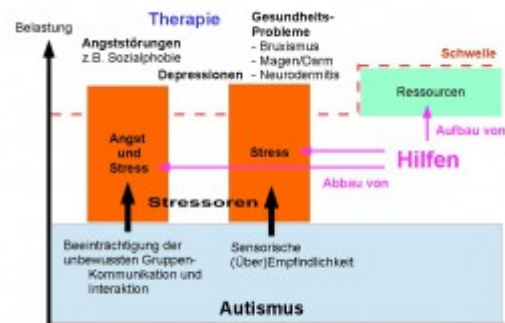 Belastung
Therapie
Gesundheits-
Probleme
- Bruxismus
- Magen/Darm
- Neurodermitis
Angststörungen
z.B. Sozialphobie
Depressionen
Schwelle
Ressourcen
Aufbau von
Hilfen
Abbau von
Angst
und
Stress
Stress
Stressoren
Beeinträchtigung der
unbewussten Gruppen-
Kommunikation und
Interaktion
Sensorische
(Über)Empfindlichkeit
Autismus